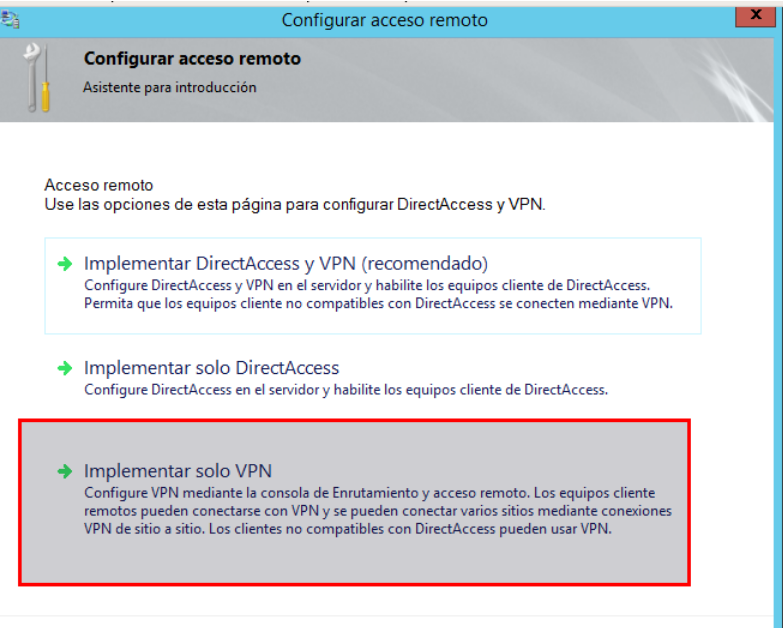 Configurar acceso remoto
x
Configurar acceso remoto
Asistente para introducción
Acceso remoto
Use las opciones de esta página para configurar DirectAccess y VPN.
Implementar DirectAccess y VPN (recomendado)
Configure DirectAccess y VPN en el servidor y habilite los equipos cliente de DirectAccess.
Permita que los equipos cliente no compatibles con DirectAccess se conecten mediante VPN.
Implementar solo DirectAccess
Configure DirectAccess en el servidor y habilite los equipos cliente de DirectAccess.
Implementar solo VPN
Configure VPN mediante la consola de Enrutamiento y acceso remoto. Los equipos cliente
remotos pueden conectarse con VPN y se pueden conectar varios sitios mediante conexiones
VPN de sitio a sitio. Los clientes no compatibles con DirectAccess pueden usar VPN.